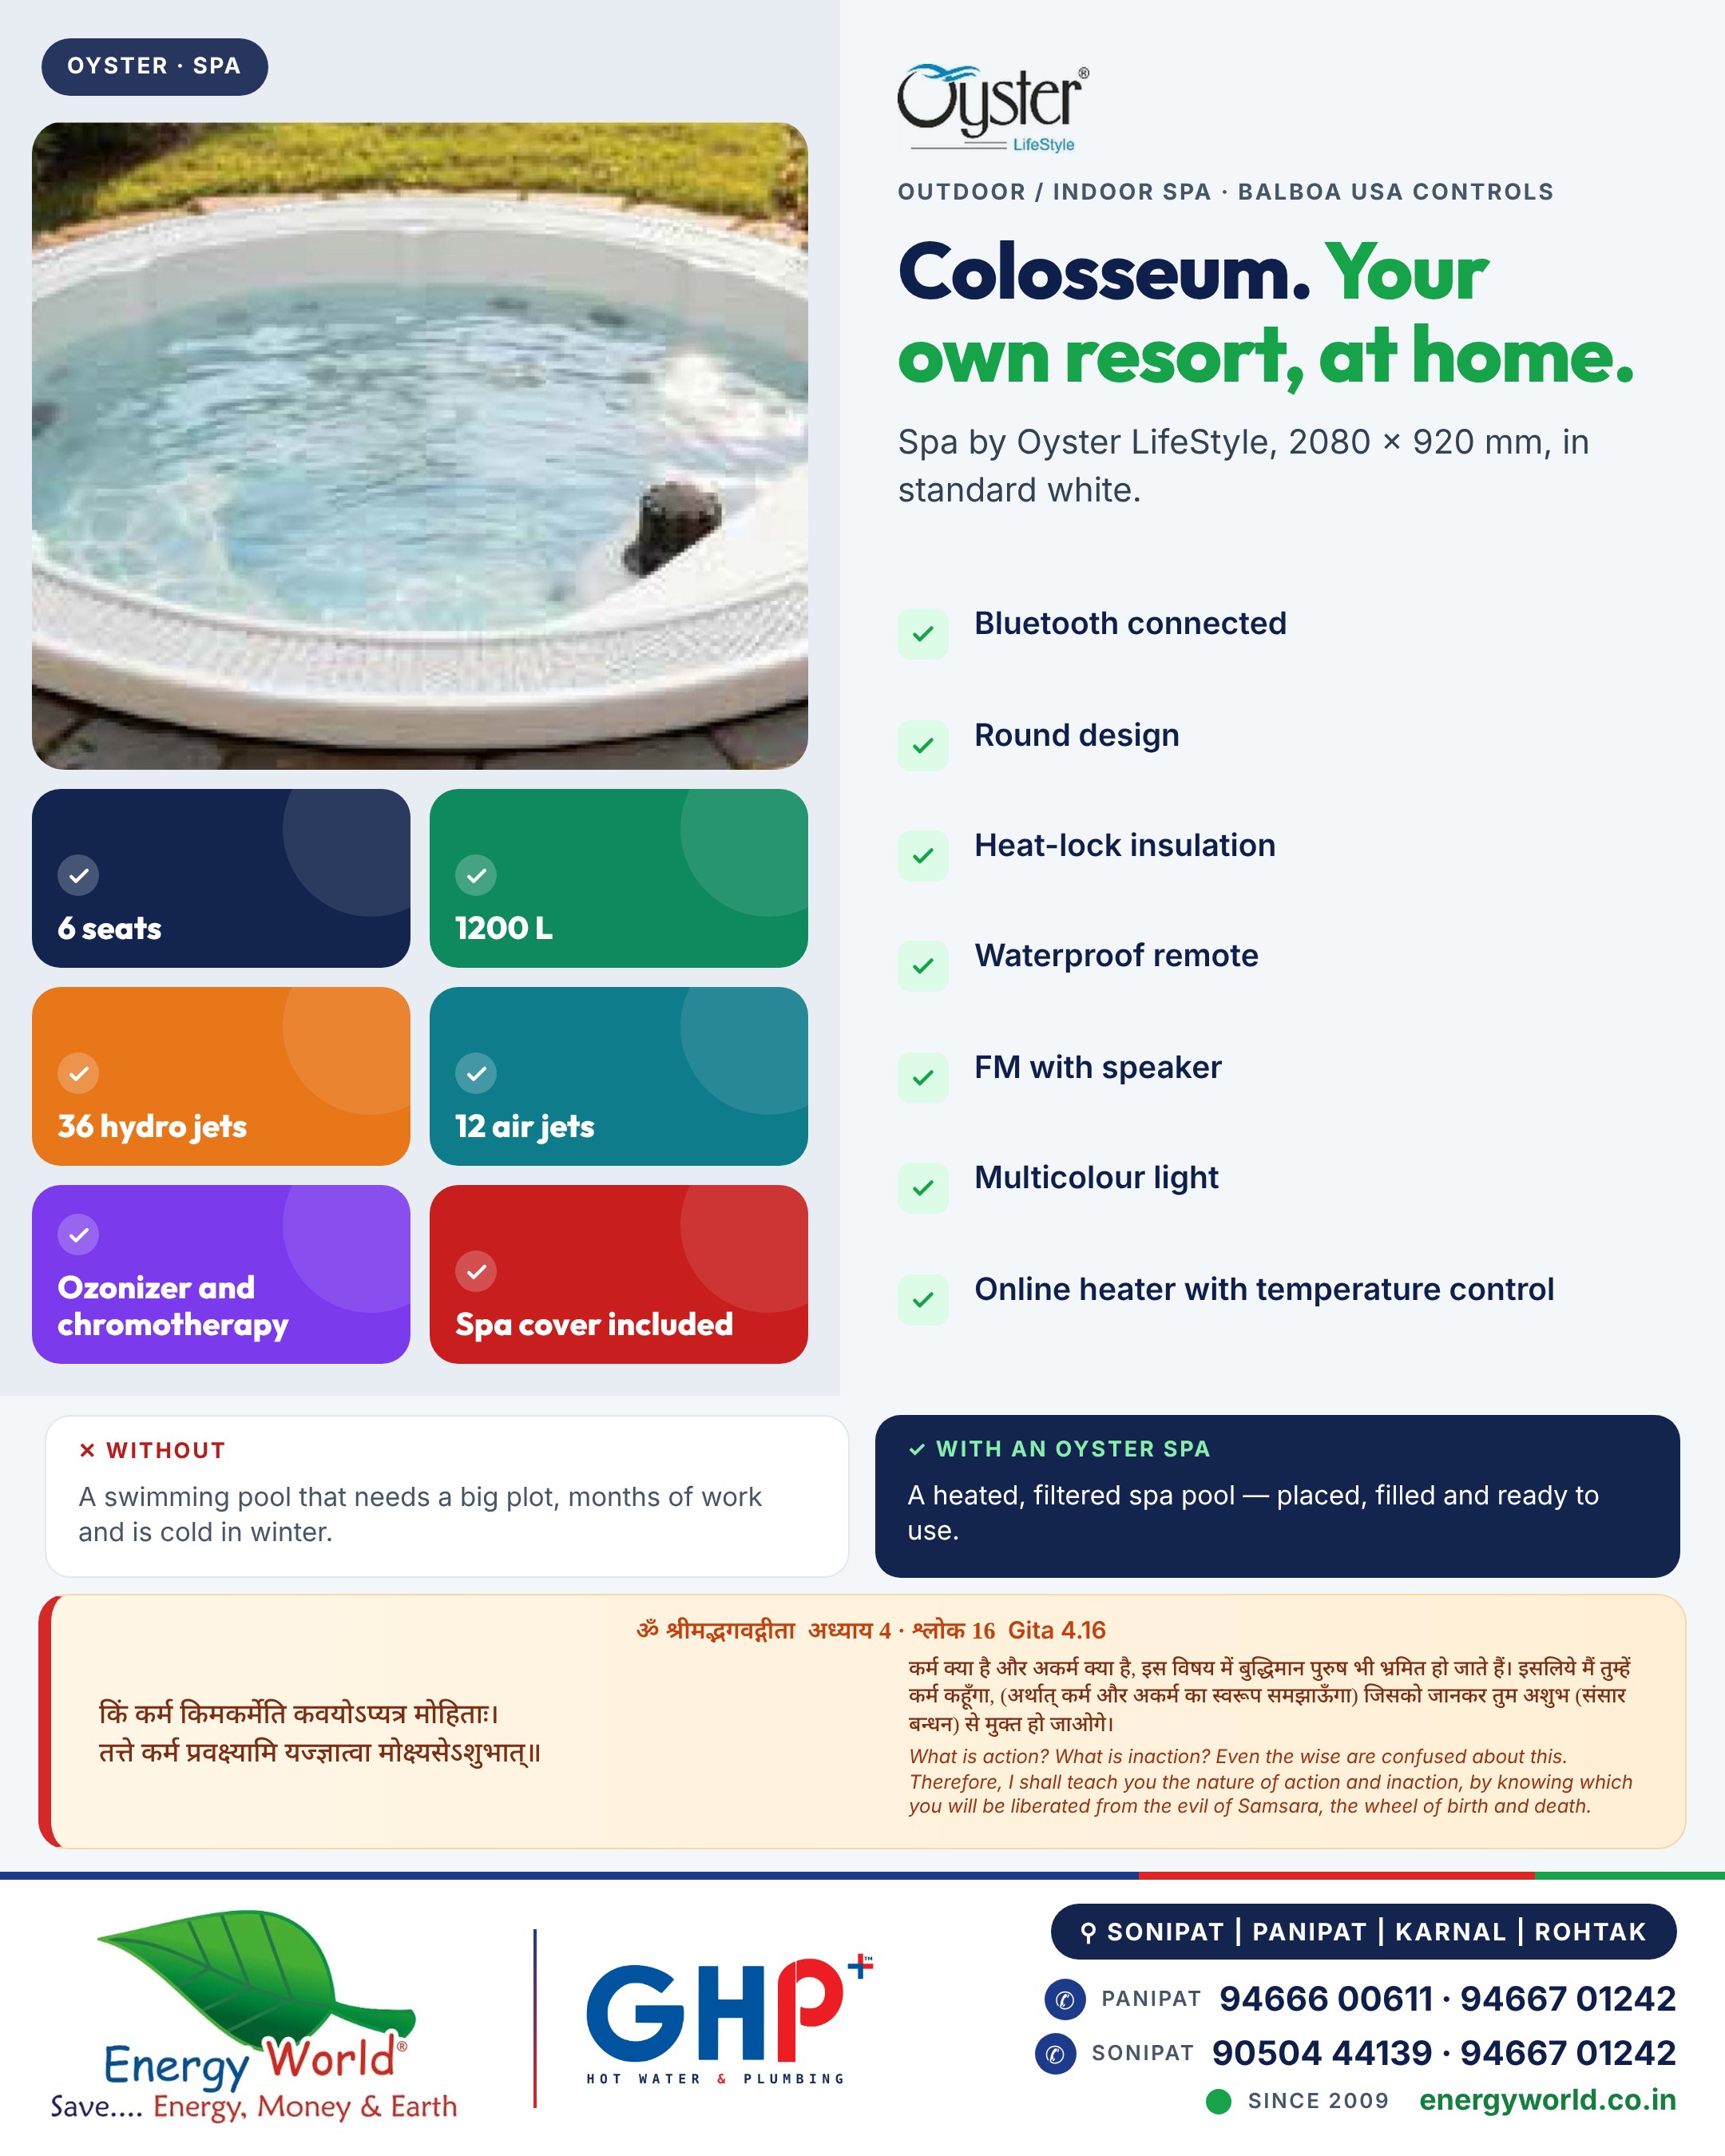 OYSTER · SPA
Oyster®
LifeStyle
OUTDOOR / INDOOR SPA · BALBOA USA CONTROLS
Colosseum. Your
own resort, at home.
Spa by Oyster LifeStyle, 2080 × 920 mm, in
standard white.
Bluetooth connected
Round design
Heat-lock insulation
Waterproof remote
FM with speaker
Multicolour light
Online heater with temperature control
6 seats
1200 L
36 hydro jets
12 air jets
Ozonizer and
chromotherapy
Spa cover included
✕ WITHOUT
A swimming pool that needs a big plot, months of work
and is cold in winter.
✓ WITH AN OYSTER SPA
A heated, filtered spa pool — placed, filled and ready to
use.
ॐ श्रीमद्भगवद्गीता अध्याय 4 · श्लोक 16 Gita 4.16
किं कर्म किमकर्मेति कवयोऽप्यत्र मोहिताः।
तत्ते कर्म प्रवक्ष्यामि यज्ज्ञात्वा मोक्ष्यसेऽशुभात्॥
कर्म क्या है और अकर्म क्या है, इस विषय में बुद्धिमान पुरुष भी भ्रमित हो जाते हैं। इसलिये मैं तुम्हें
कर्म कहूँगा, (अर्थात् कर्म और अकर्म का स्वरूप समझाऊँगा) जिसको जानकर तुम अशुभ (संसार
बन्धन) से मुक्त हो जाओगे।
What is action? What is inaction? Even the wise are confused about this.
Therefore, I shall teach you the nature of action and inaction, by knowing which
you will be liberated from the evil of Samsara, the wheel of birth and death.
Energy World®
Save.... Energy, Money & Earth
GHP+™
HOT WATER & PLUMBING
SONIPAT | PANIPAT | KARNAL | ROHTAK
PANIPAT 94666 00611 · 94667 01242
SONIPAT 90504 44139 · 94667 01242
SINCE 2009 energyworld.co.in